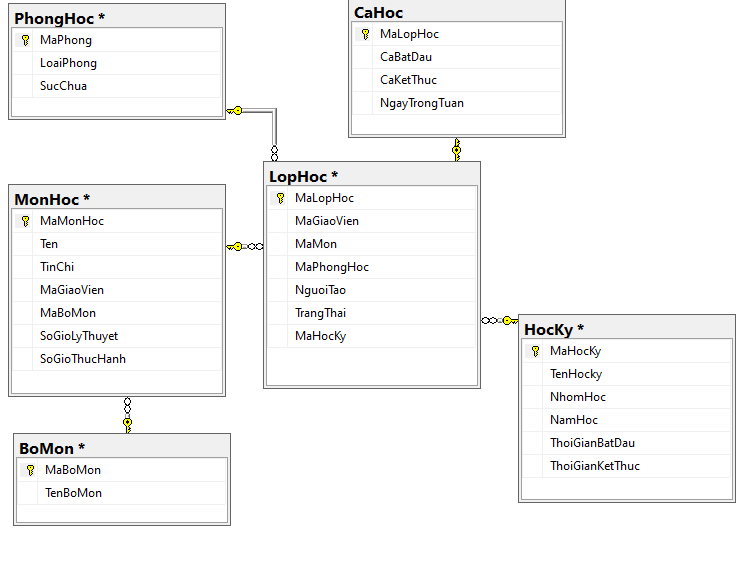 PhongHoc *
MaPhong
LoaiPhong
SucChua
CaHoc
MaLopHoc
CaBatDau
CaKetThuc
NgayTrongTuan
LopHoc *
MaLopHoc
MaGiaoVien
MaMon
MaPhongHoc
NguoiTao
TrangThai
MaHocKy
MonHoc *
MaMonHoc
Ten
TinChi
MaGiaoVien
MaBoMon
SoGioLyThuyet
SoGioThucHanh
HocKy *
MaHocKy
TenHocky
NhomHoc
NamHoc
ThoiGianBatDau
ThoiGianKetThuc
BoMon *
MaBoMon
TenBoMon